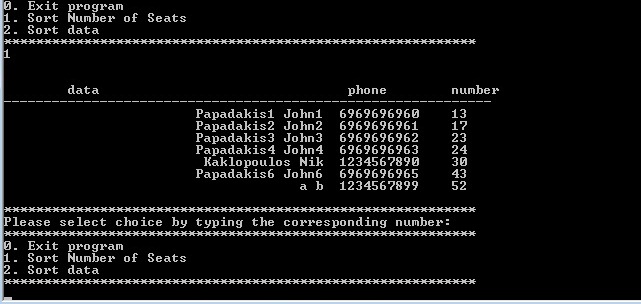 0. Exit program
1. Sort Number of Seats
2. Sort data
***********************************************************
1
data phone number
-------------------------------------------------------------
Papadakis1 John1 6969696960 13
Papadakis2 John2 6969696961 17
Papadakis3 John3 6969696962 23
Papadakis4 John4 6969696963 24
Kaklopoulos Nik 1234567890 30
Papadakis6 John6 6969696965 43
a b 1234567899 52
***********************************************************
Please select choice by typing the corresponding number:
***********************************************************
0. Exit program
1. Sort Number of Seats
2. Sort data
***********************************************************